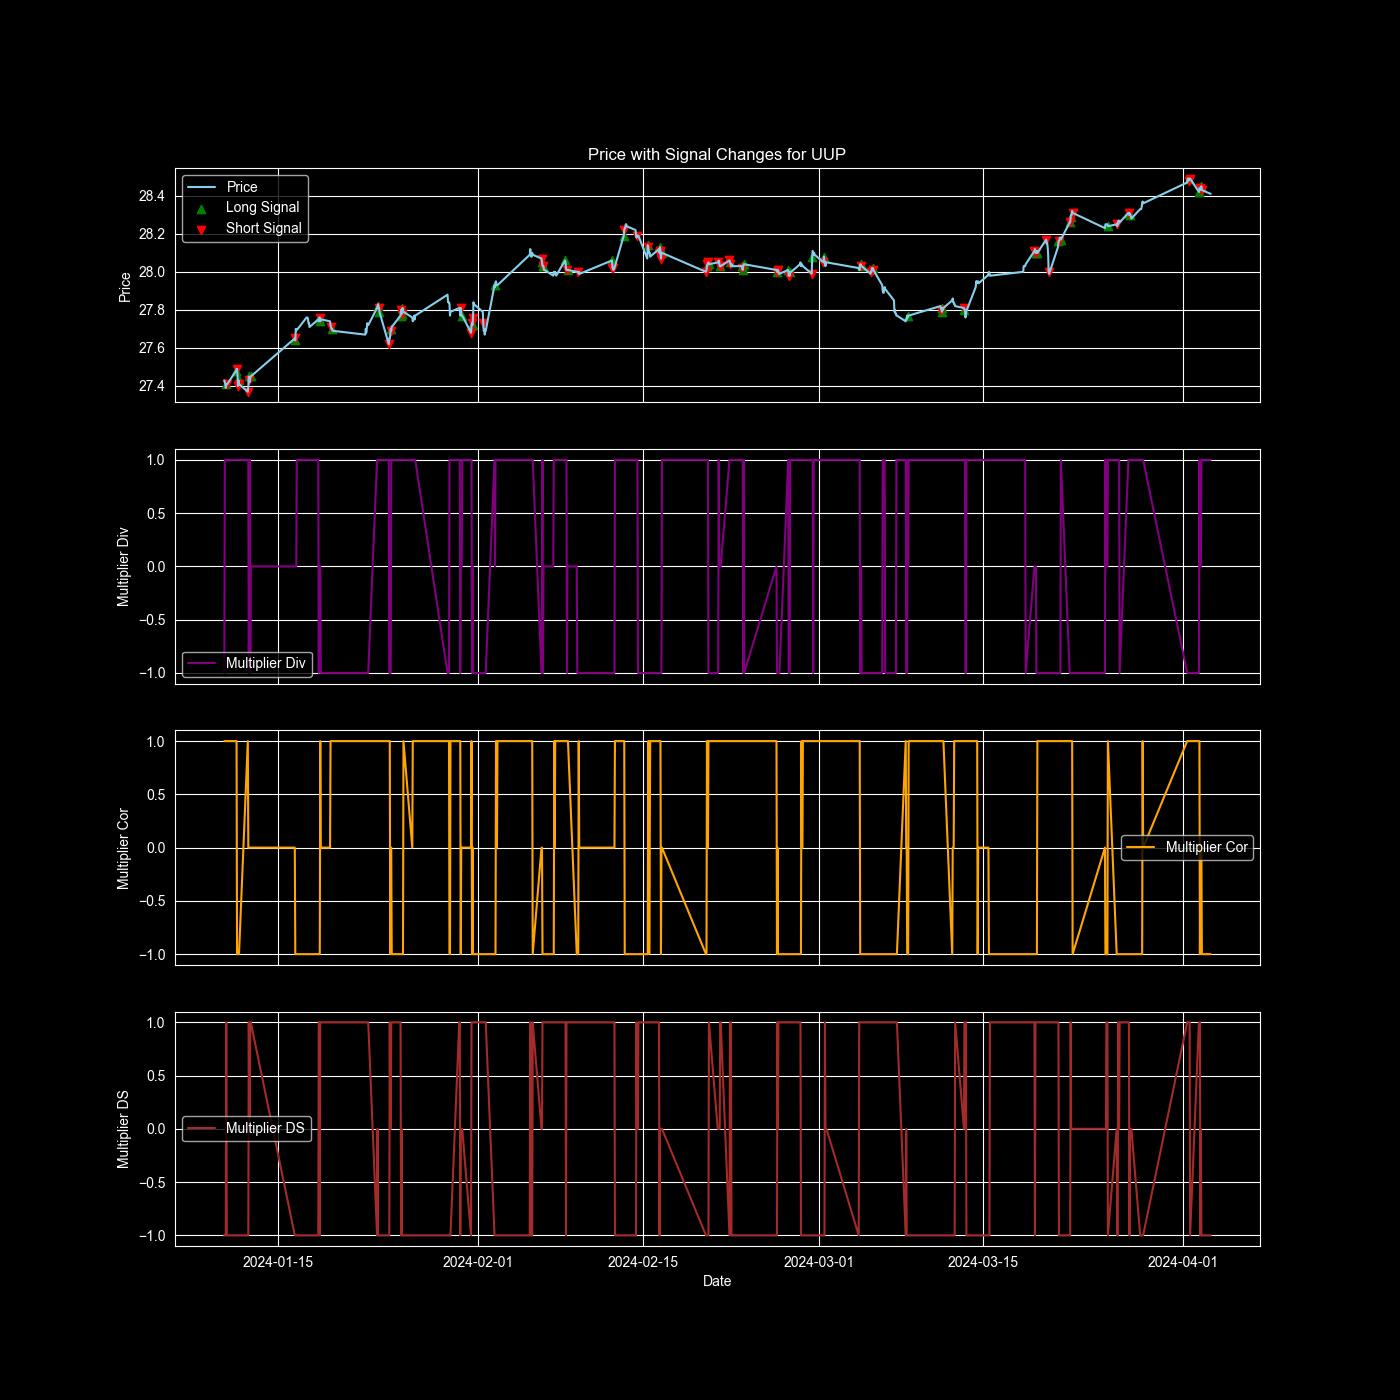 Price with Signal Changes for UUP
28.4
28.2
28.0
27.8
27.6
27.4
Price
Price
Long Signal
Short Signal
1.0
0.5
0.0
−0.5
−1.0
Multiplier Div
Multiplier Div
1.0
0.5
0.0
−0.5
−1.0
Multiplier Cor
Multiplier Cor
1.0
0.5
0.0
−0.5
−1.0
Multiplier DS
Multiplier DS
2024-01-15 2024-02-01 2024-02-15 2024-03-01 2024-03-15 2024-04-01
Date